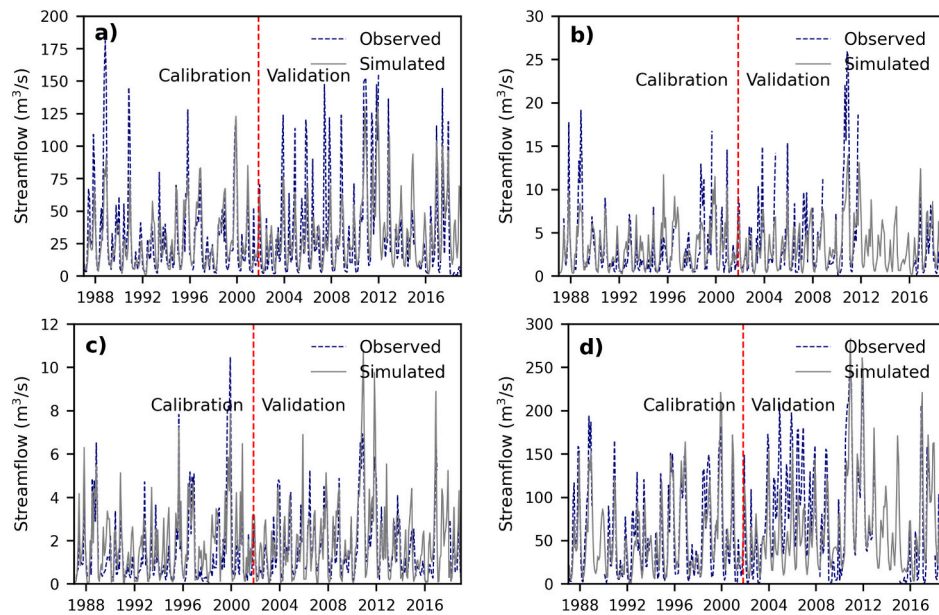 a)
Observed
Simulated
Calibration Validation
Streamflow (m³/s)
200
175
150
125
100
75
50
25
0
1988 1992 1996 2000 2004 2008 2012 2016
b)
Observed
Simulated
Calibration Validation
Streamflow (m³/s)
30
25
20
15
10
5
0
1988 1992 1996 2000 2004 2008 2012 2016
c)
Observed
Simulated
Calibration Validation
Streamflow (m³/s)
12
10
8
6
4
2
0
1988 1992 1996 2000 2004 2008 2012 2016
d)
Observed
Simulated
Calibration Validation
Streamflow (m³/s)
300
250
200
150
100
50
0
1988 1992 1996 2000 2004 2008 2012 2016